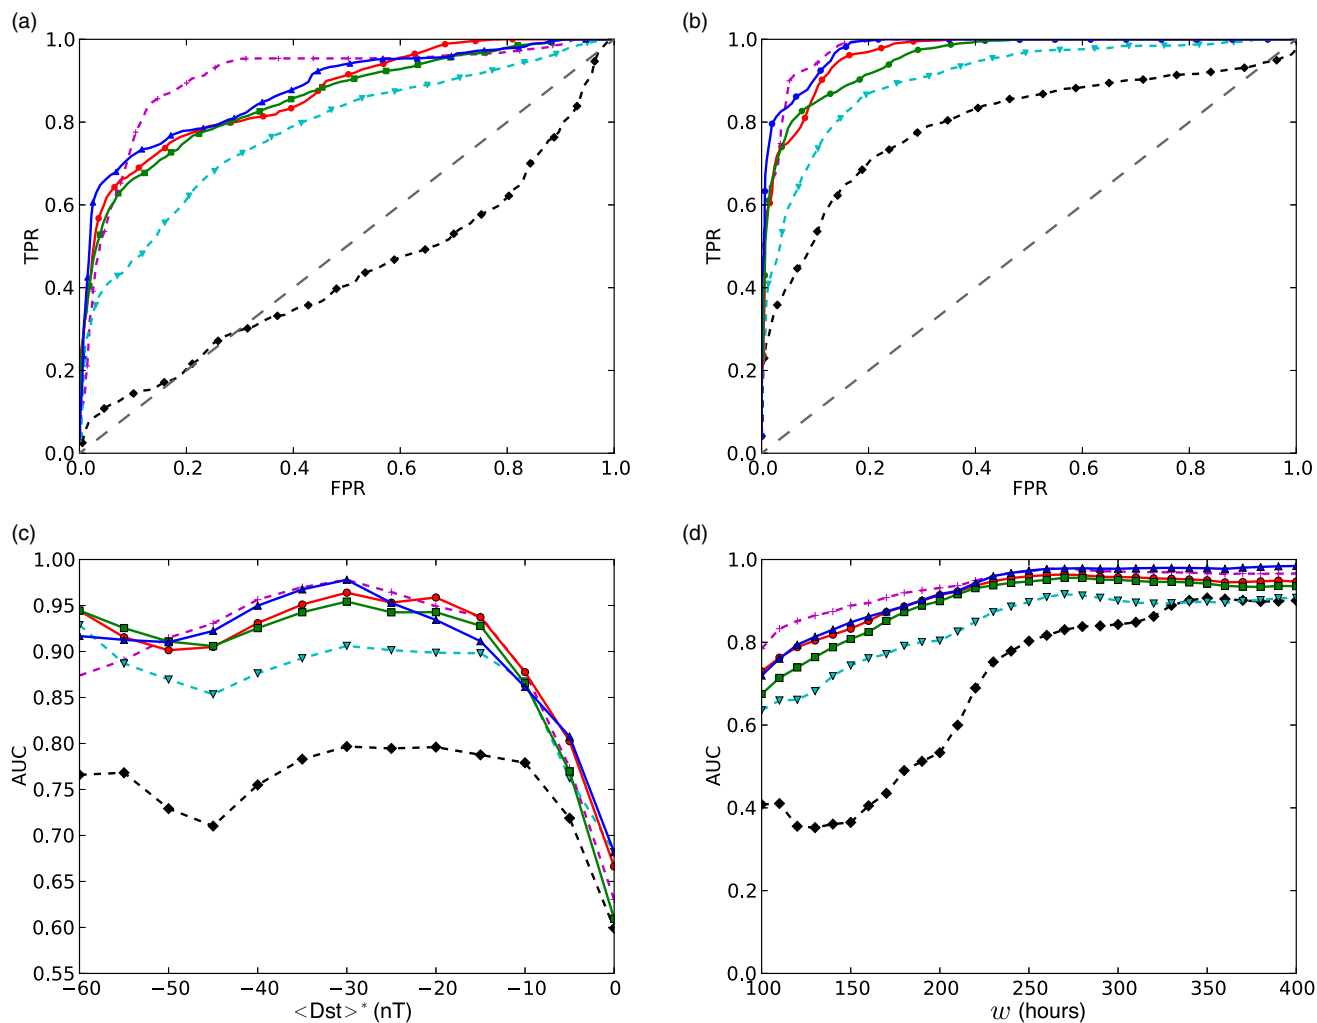 (a)
1.0
0.8
0.6
0.4
0.2
0.0
TPR
0.0 0.2 0.4 0.6 0.8 1.0
FPR
(b)
1.0
0.8
0.6
0.4
0.2
0.0
TPR
0.0 0.2 0.4 0.6 0.8 1.0
FPR
(c)
1.00
0.95
0.90
0.85
0.80
0.75
0.70
0.65
0.60
0.55
AUC
−60 −50 −40 −30 −20 −10 0
<Dst>* (nT)
(d)
1.0
0.8
0.6
0.4
0.2
0.0
AUC
100 150 200 250 300 350 400
w (hours)